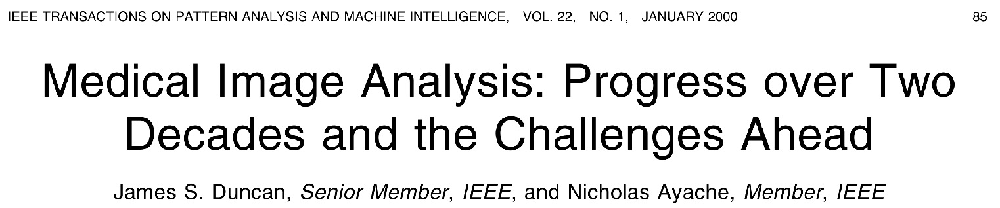 IEEE TRANSACTIONS ON PATTERN ANALYSIS AND MACHINE INTELLIGENCE, VOL. 22, NO. 1, JANUARY 2000 85
Medical Image Analysis: Progress over Two
Decades and the Challenges Ahead
James S. Duncan, Senior Member, IEEE, and Nicholas Ayache, Member, IEEE